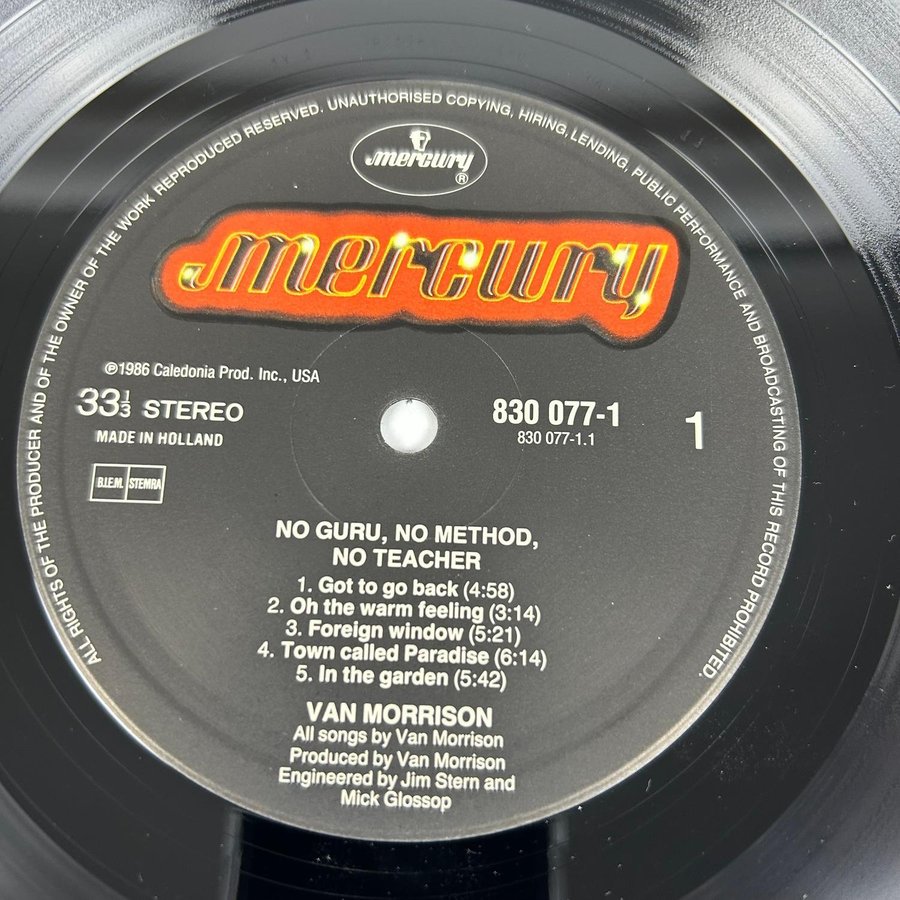 ALL RIGHTS OF THE PRODUCER AND OF THE OWNER OF THE WORK REPRODUCED RESERVED. UNAUTHORISED COPYING, HIRING, LENDING, PUBLIC PERFORMANCE AND BROADCASTING OF THIS RECORD PROHIBITED.
mercury
®
mercury
℗1986 Caledonia Prod. Inc., USA
33⅓ STEREO
MADE IN HOLLAND
B.I.E.M. STEMRA
830 077-1
830 077-1.1
1
NO GURU, NO METHOD,
NO TEACHER
1. Got to go back (4:58)
2. Oh the warm feeling (3:14)
3. Foreign window (5:21)
4. Town called Paradise (6:14)
5. In the garden (5:42)
VAN MORRISON
All songs by Van Morrison
Produced by Van Morrison
Engineered by Jim Stern and
Mick Glossop